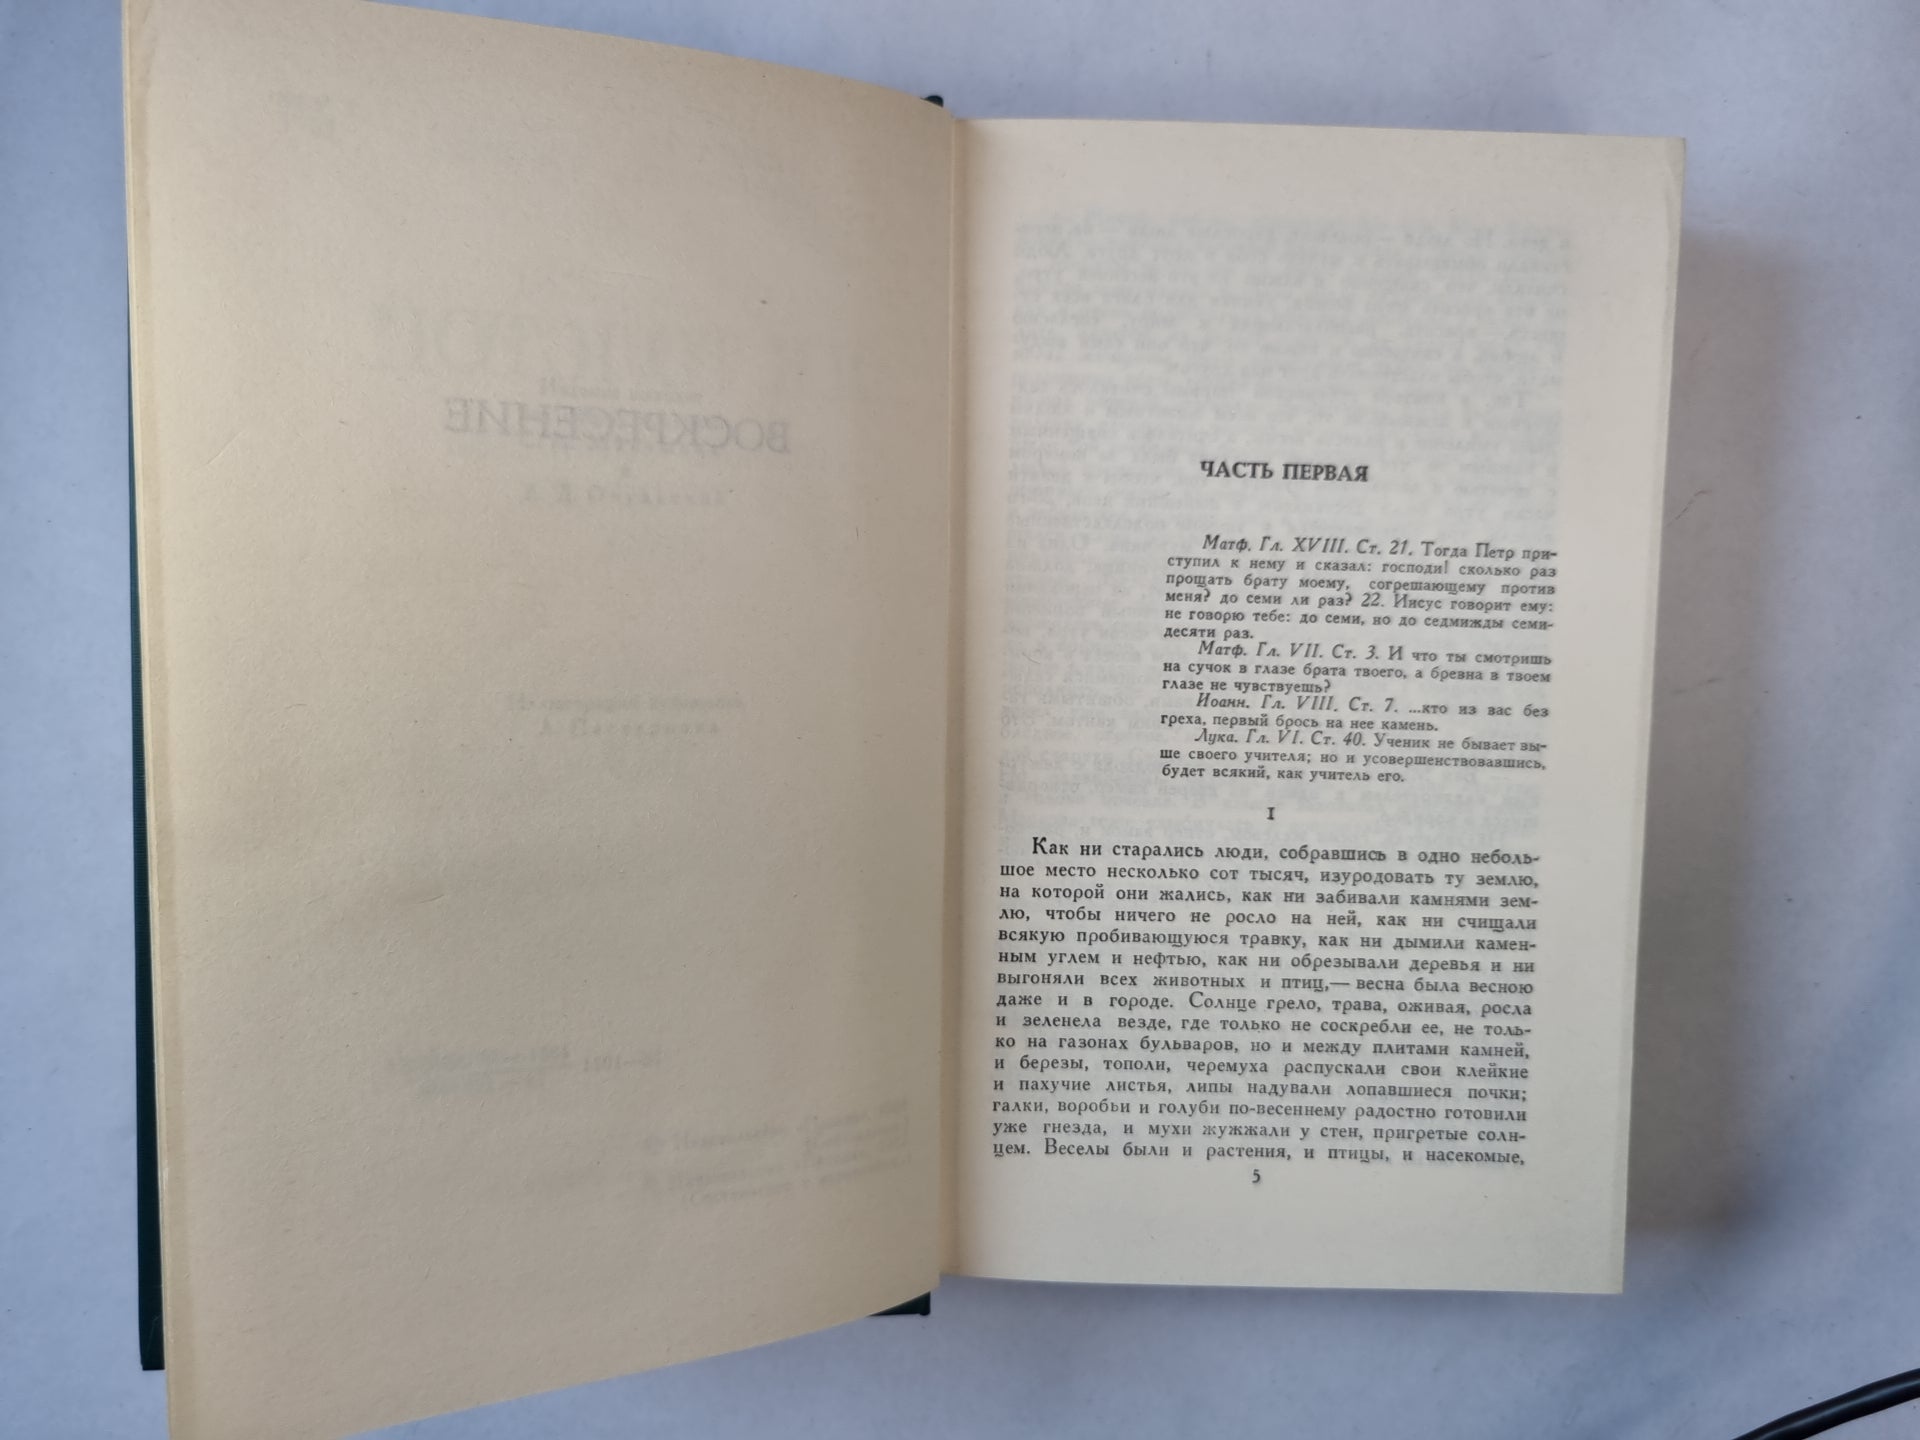 ВОСКРЕСЕНИЕ
ЧАСТЬ ПЕРВАЯ
Матф. Гл. XVIII. Ст. 21. Тогда Петр при-
ступил к нему и сказал: господи! сколько раз
прощать брату моему, согрешающему против
меня? до семи ли раз? 22. Иисус говорит ему:
не говорю тебе: до семи, но до седмижды семи-
десяти раз.
Матф. Гл. VII. Ст. 3. И что ты смотришь
на сучок в глазе брата твоего, а бревна в твоем
глазе не чувствуешь?
Иоанн. Гл. VIII. Ст. 7. ...кто из вас без
греха, первый брось на нее камень.
Лука. Гл. VI. Ст. 40. Ученик не бывает вы-
ше своего учителя; но и усовершенствовавшись,
будет всякий, как учитель его.
I
Как ни старались люди, собравшись в одно неболь-
шое место несколько сот тысяч, изуродовать ту землю,
на которой они жались, как ни забивали камнями зем-
лю, чтобы ничего не росло на ней, как ни счищали
всякую пробивающуюся травку, как ни дымили камен-
ным углем и нефтью, как ни обрезывали деревья и ни
выгоняли всех животных и птиц,— весна была весною
даже и в городе. Солнце грело, трава, оживая, росла
и зеленела везде, где только не соскребли ее, не толь-
ко на газонах бульваров, но и между плитами камней,
и березы, тополи, черемуха распускали свои клейкие
и пахучие листья, липы надували лопавшиеся почки;
галки, воробьи и голуби по-весеннему радостно готовили
уже гнезда, и мухи жужжали у стен, пригретые солн-
цем. Веселы были и растения, и птицы, и насекомые,
5